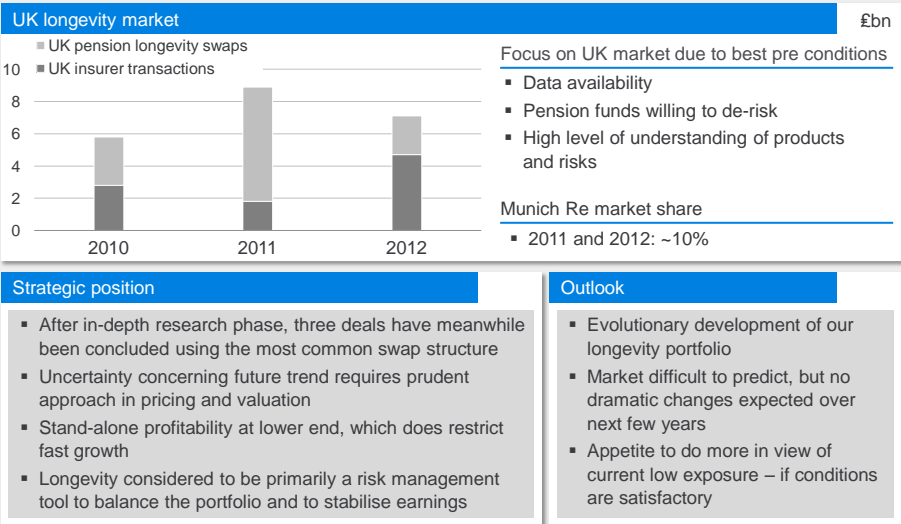 UK longevity market
₤bn
UK pension longevity swaps
UK insurer transactions
10
8
6
4
2
0
2010
2011
2012
Focus on UK market due to best pre conditions
▪ Data availability
▪ Pension funds willing to de-risk
▪ High level of understanding of products
and risks
Munich Re market share
▪ 2011 and 2012: ~10%
Strategic position
▪ After in-depth research phase, three deals have meanwhile
been concluded using the most common swap structure
▪ Uncertainty concerning future trend requires prudent
approach in pricing and valuation
▪ Stand-alone profitability at lower end, which does restrict
fast growth
▪ Longevity considered to be primarily a risk management
tool to balance the portfolio and to stabilise earnings
Outlook
▪ Evolutionary development of our
longevity portfolio
▪ Market difficult to predict, but no
dramatic changes expected over
next few years
▪ Appetite to do more in view of
current low exposure – if conditions
are satisfactory